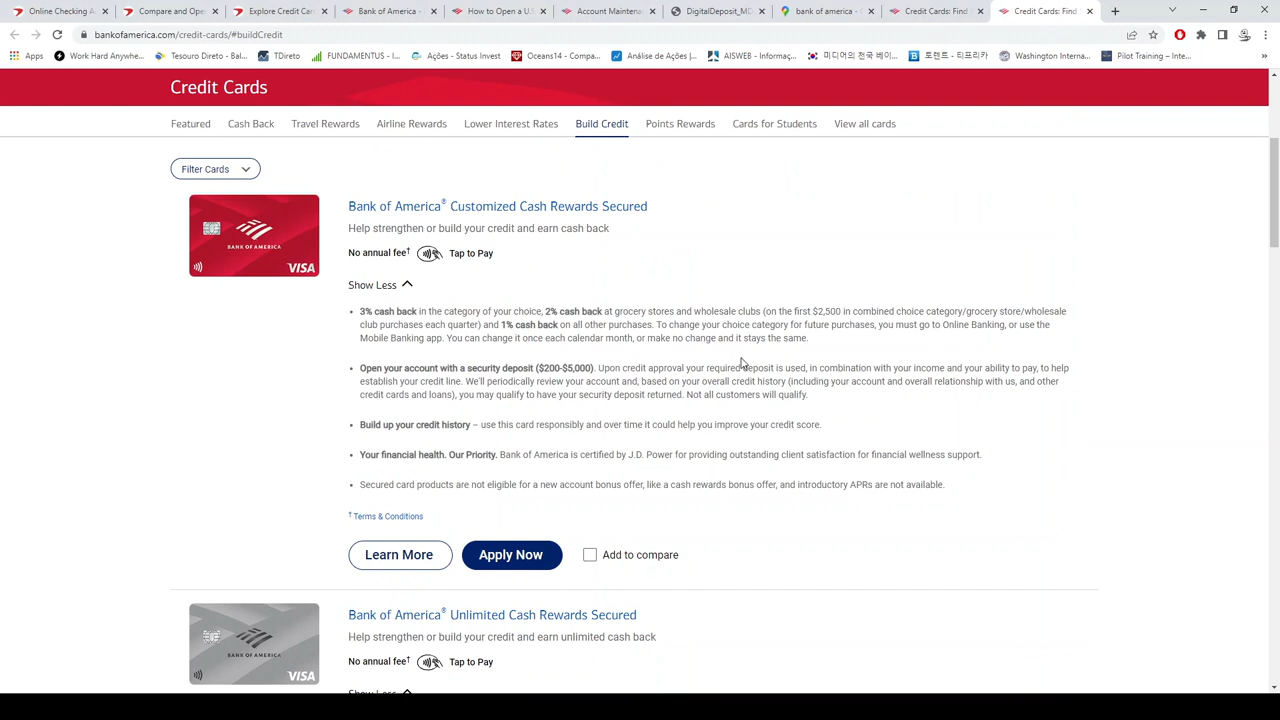 Online Checking A
Compare and Ope
Explore Credit Car
Bank of America -
How to Open a U.S
Account Maintena
DigitalDeposit_MD
bank of america -
Credit Cards: Find
Credit Cards: Find
bankofamerica.com/credit-cards/#buildCredit
Apps
Work Hard Anywhe...
Tesouro Direto - Bal...
TDireto
FUNDAMENTUS - I...
Ações - Status Invest
Oceans14 - Compa...
Análise de Ações |...
AISWEB - Informaç...
미디어의 천국 베이...
토렌트 - 티프리카
Washington Interna...
Pilot Training – Inte...
»
Credit Cards
Featured
Cash Back
Travel Rewards
Airline Rewards
Lower Interest Rates
Build Credit
Points Rewards
Cards for Students
View all cards
Filter Cards
BANK OF AMERICA
VISA
Bank of America® Customized Cash Rewards Secured
Help strengthen or build your credit and earn cash back
No annual fee† Tap to Pay
Show Less
• 3% cash back in the category of your choice, 2% cash back at grocery stores and wholesale clubs (on the first $2,500 in combined choice category/grocery store/wholesale
club purchases each quarter) and 1% cash back on all other purchases. To change your choice category for future purchases, you must go to Online Banking, or use the
Mobile Banking app. You can change it once each calendar month, or make no change and it stays the same.
• Open your account with a security deposit ($200-$5,000). Upon credit approval your required deposit is used, in combination with your income and your ability to pay, to help
establish your credit line. We'll periodically review your account and, based on your overall credit history (including your account and overall relationship with us, and other
credit cards and loans), you may qualify to have your security deposit returned. Not all customers will qualify.
• Build up your credit history – use this card responsibly and over time it could help you improve your credit score.
• Your financial health. Our Priority. Bank of America is certified by J.D. Power for providing outstanding client satisfaction for financial wellness support.
• Secured card products are not eligible for a new account bonus offer, like a cash rewards bonus offer, and introductory APRs are not available.
† Terms & Conditions
Learn More
Apply Now
Add to compare
BANK OF AMERICA
VISA
Bank of America® Unlimited Cash Rewards Secured
Help strengthen or build your credit and earn unlimited cash back
No annual fee† Tap to Pay
Show Less